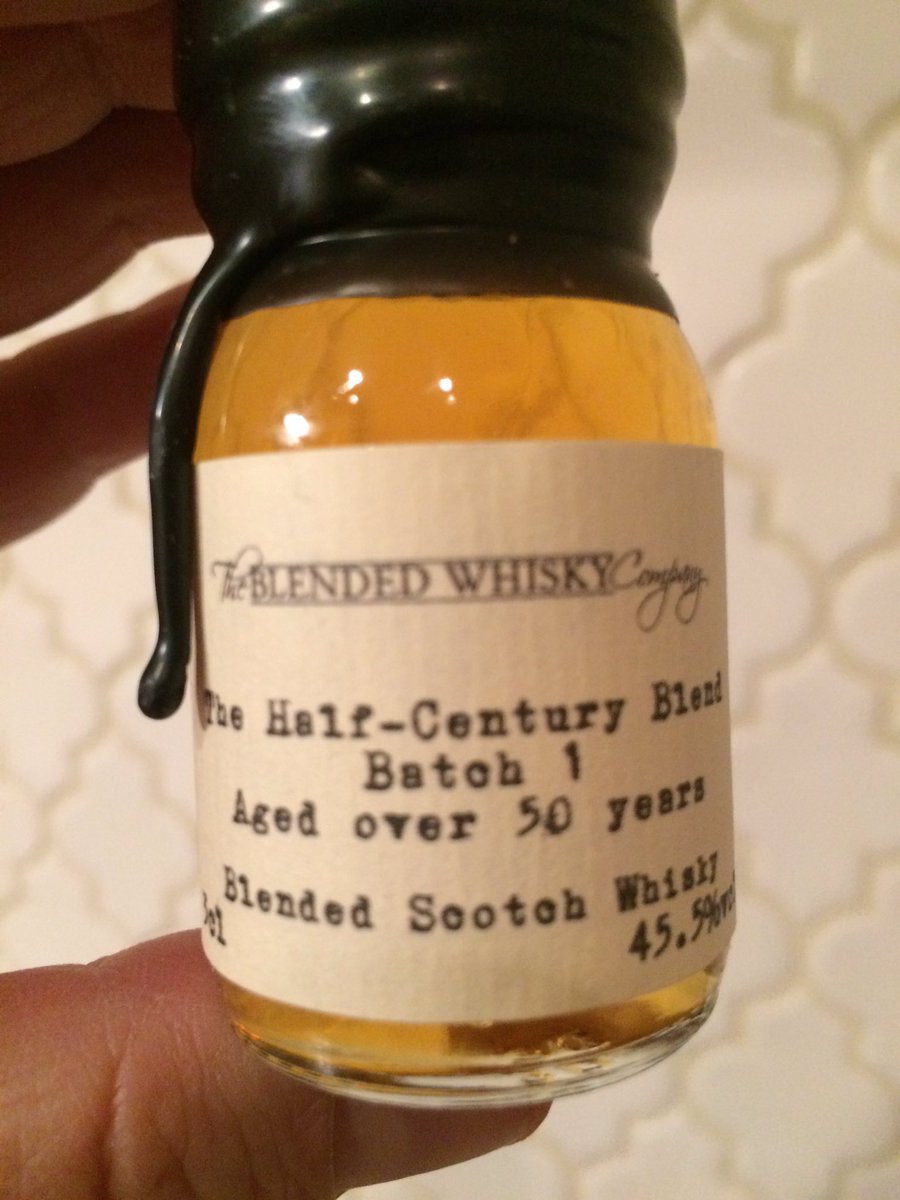 The BLENDED WHISKY Company
The Half-Century Blend
Batch 1
Aged over 50 years
Blended Scotch Whisky
3cl 45.5%vol